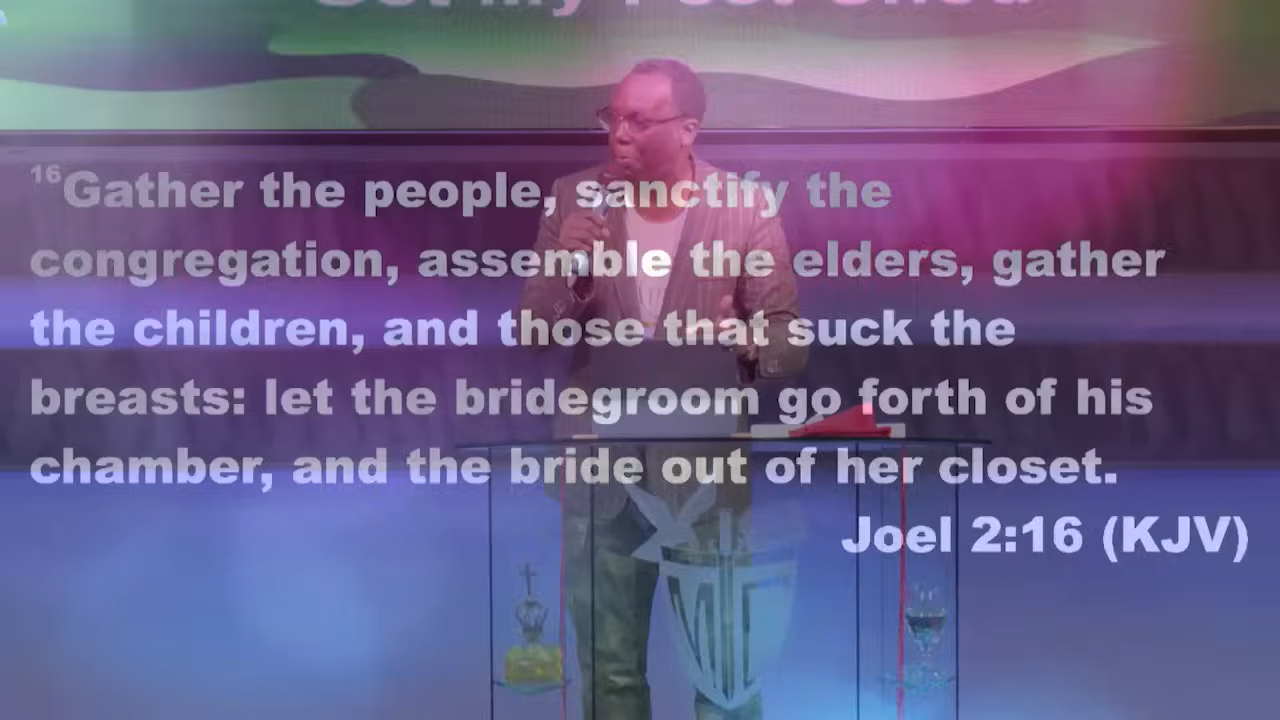 ¹⁶Gather the people, sanctify the
congregation, assemble the elders, gather
the children, and those that suck the
breasts: let the bridegroom go forth of his
chamber, and the bride out of her closet.
Joel 2:16 (KJV)